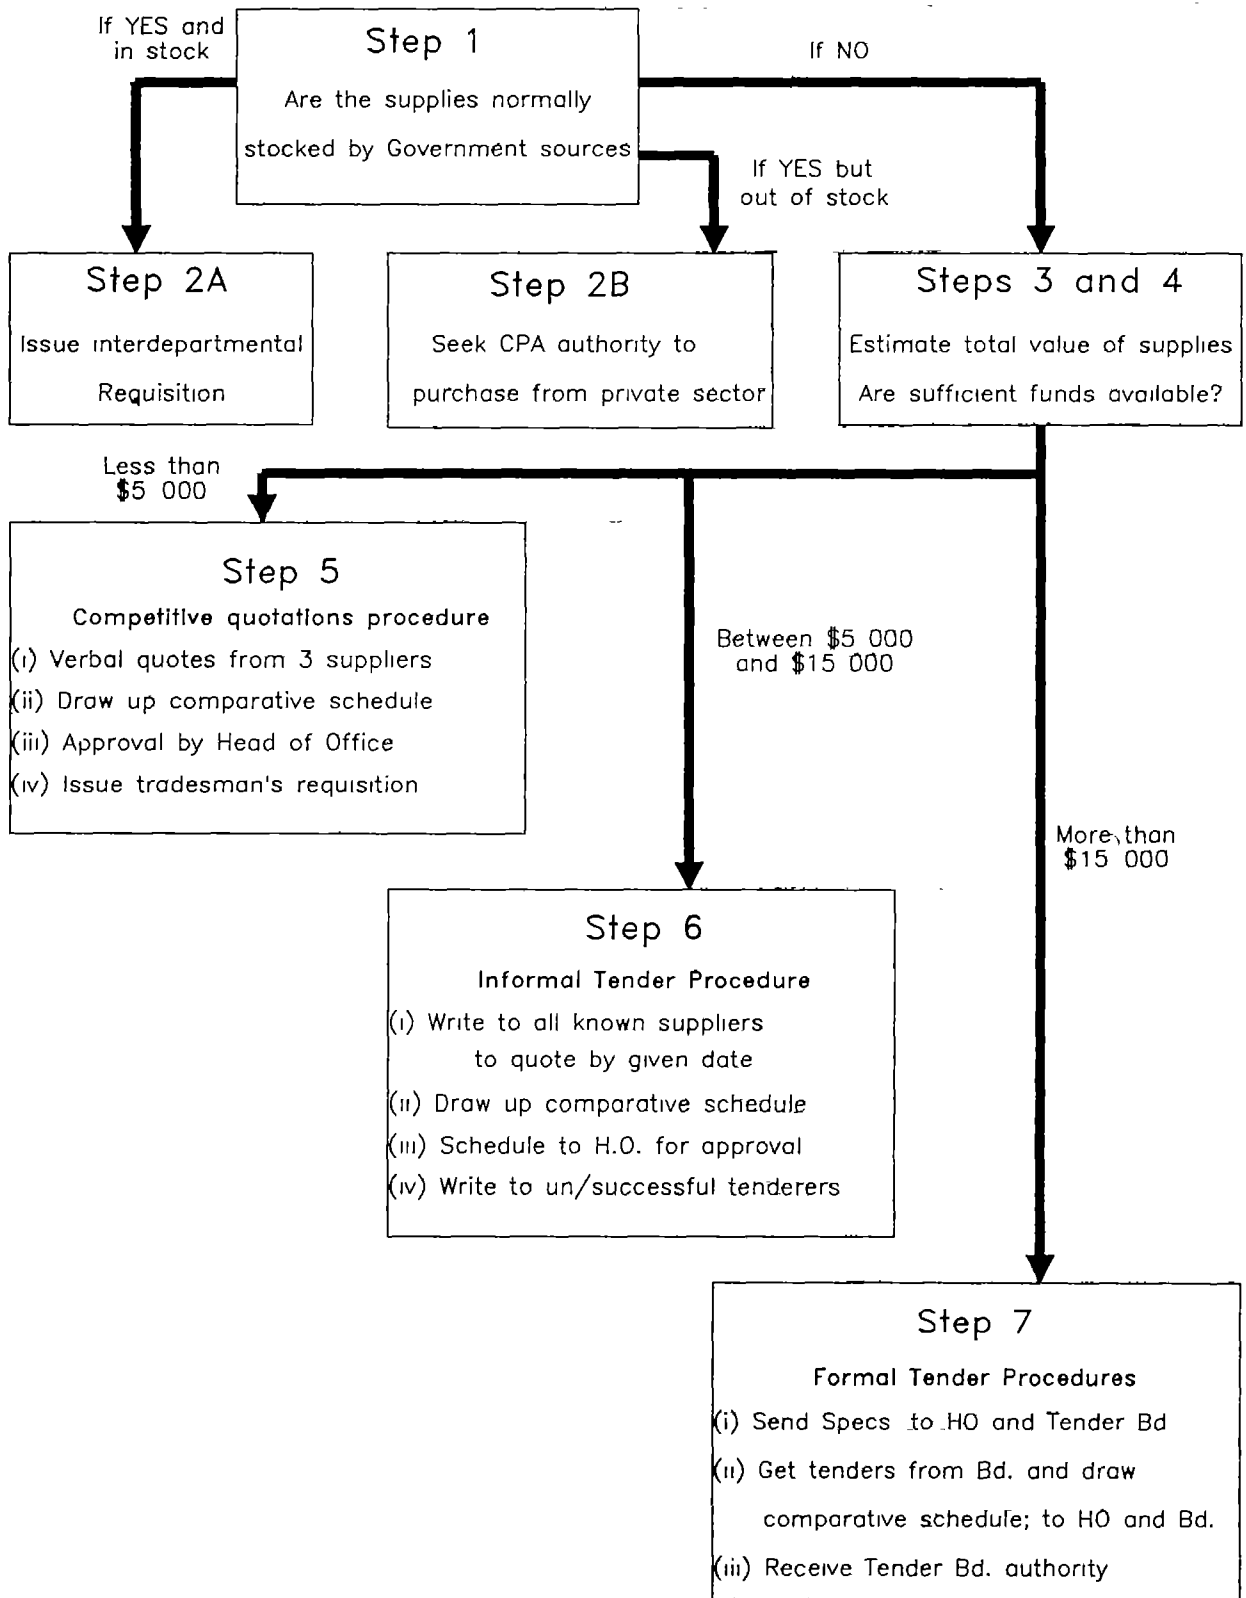 If YES and
in stock
Step 1
Are the supplies normally
stocked by Government sources
If NO
If YES but
out of stock
Step 2A
Issue interdepartmental
Requisition
Step 2B
Seek CPA authority to
purchase from private sector
Steps 3 and 4
Estimate total value of supplies
Are sufficient funds available?
Less than
$5 000
Step 5
Competitive quotations procedure
(i) Verbal quotes from 3 suppliers
(ii) Draw up comparative schedule
(iii) Approval by Head of Office
(iv) Issue tradesman's requisition
Between $5 000
and $15 000
More than
$15 000
Step 6
Informal Tender Procedure
(i) Write to all known suppliers
to quote by given date
(ii) Draw up comparative schedule
(iii) Schedule to H.O. for approval
(iv) Write to un/successful tenderers
Step 7
Formal Tender Procedures
(i) Send Specs to HO and Tender Bd
(ii) Get tenders from Bd. and draw
comparative schedule; to HO and Bd.
(iii) Receive Tender Bd. authority